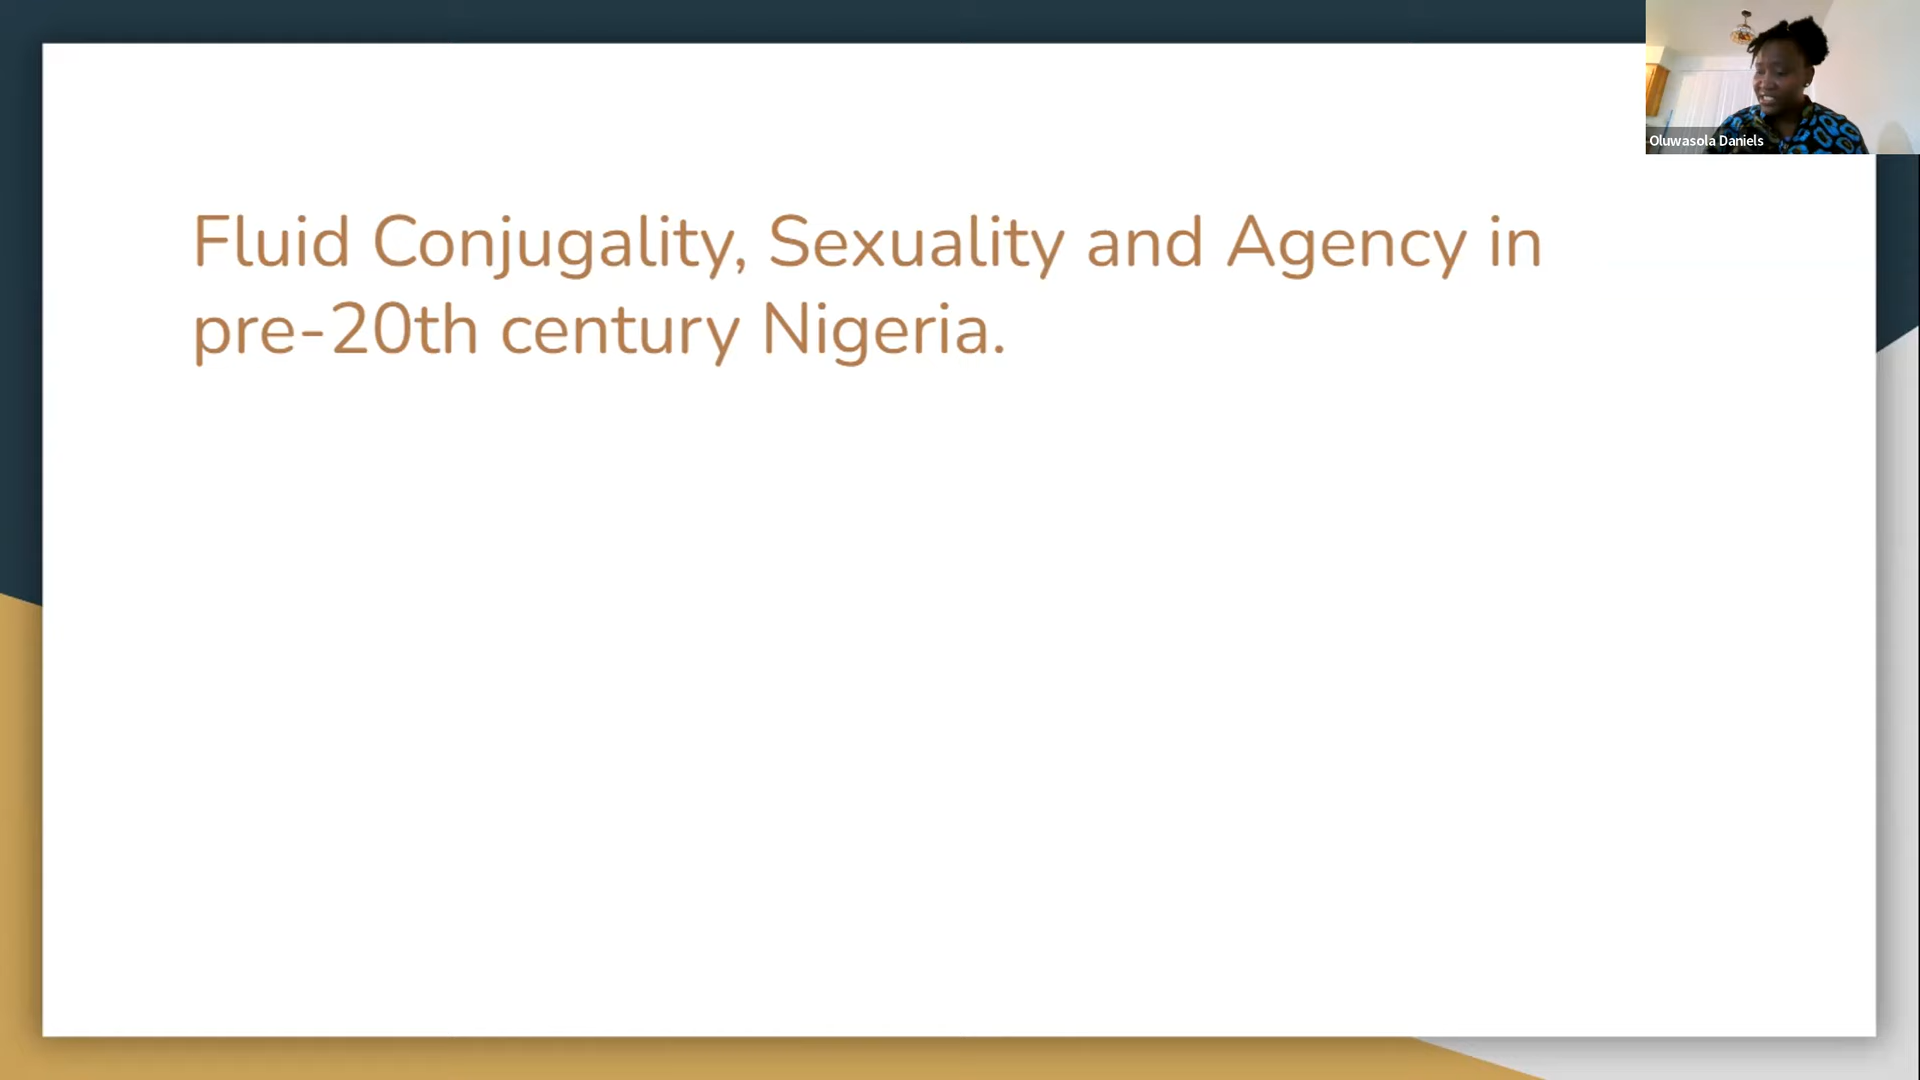 Oluwasola Daniels
Fluid Conjugality, Sexuality and Agency in
pre-20th century Nigeria.